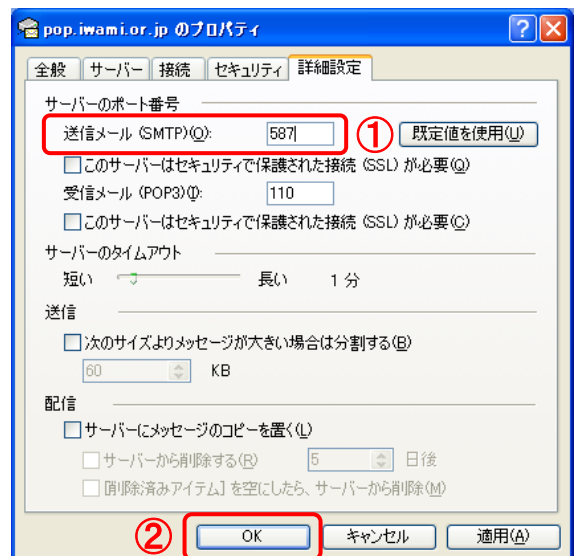 pop.iwami.or.jp のプロパティ
全般 サーバー 接続 セキュリティ 詳細設定
サーバーのポート番号
送信メール (SMTP)(O): 587 ① 既定値を使用(U)
このサーバーはセキュリティで保護された接続 (SSL) が必要(Q)
受信メール (POP3)(I): 110
このサーバーはセキュリティで保護された接続 (SSL) が必要(C)
サーバーのタイムアウト
短い 長い 1 分
送信
次のサイズよりメッセージが大きい場合は分割する(B)
60 KB
配信
サーバーにメッセージのコピーを置く(L)
サーバーから削除する(R) 5 日後
[削除済みアイテム] を空にしたら、サーバーから削除(M)
② OK キャンセル 適用(A)